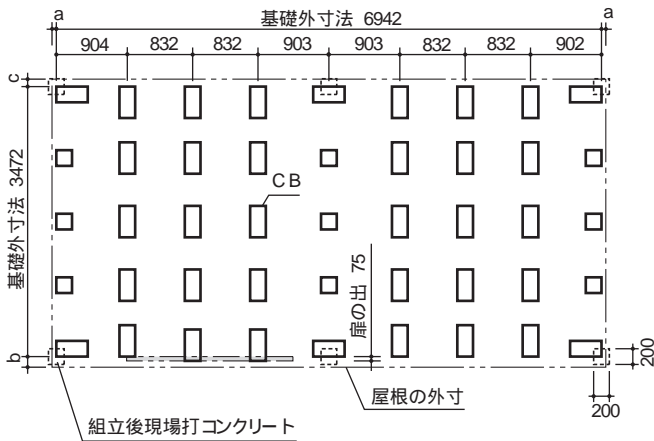 a
基礎外寸法 6942
a
904
832
832
903
903
832
832
902
c
CB
基礎外寸法 3472
扉の出 75
b
屋根の外寸
200
200
組立後現場打コンクリート